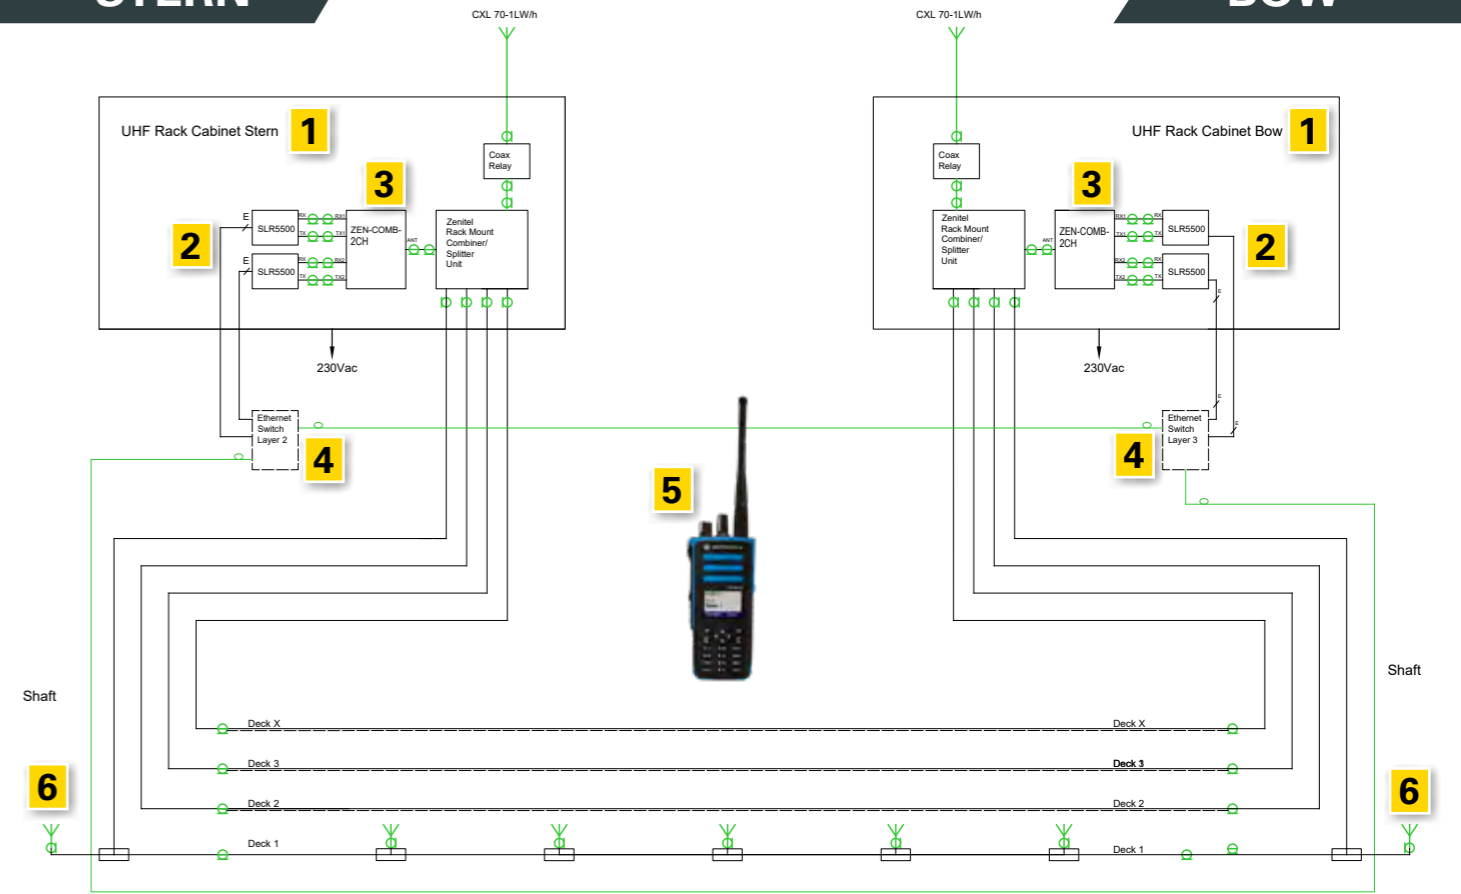 STERN
BOW
CXL 70-1LW/h
CXL 70-1LW/h
UHF Rack Cabinet Stern
1
UHF Rack Cabinet Bow
1
Coax
Relay
Coax
Relay
3
3
2
2
E
SLR5500
RX
RX1
TX
TX1
E
SLR5500
RX
RX2
TX
TX2
ZEN-COMB-
2CH
ANT
Zenitel
Rack Mount
Combiner/
Splitter
Unit
Zenitel
Rack Mount
Combiner/
Splitter
Unit
ANT
ZEN-COMB-
2CH
RX1
RX
TX1
TX
SLR5500
RX2
RX
TX2
TX
SLR5500
E
230Vac
230Vac
E
E
Ethernet
Switch
Layer 2
4
Ethernet
Switch
Layer 3
4
5
Shaft
Shaft
Deck X
Deck X
Deck 3
Deck 3
Deck 2
Deck 2
6
6
Deck 1
Deck 1